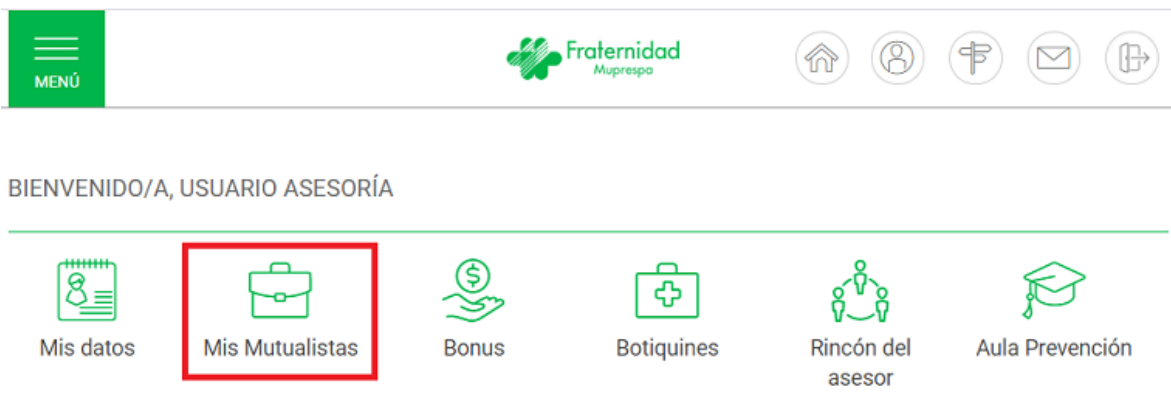 MENÚ
Fraternidad
Muprespa
BIENVENIDO/A, USUARIO ASESORÍA
Mis datos
Mis Mutualistas
Bonus
Botiquines
Rincón del
asesor
Aula Prevención